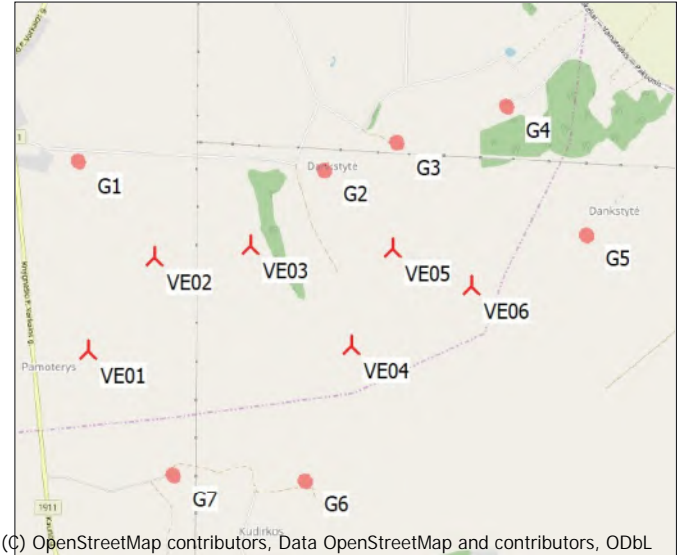 G4
G3
1
Dankstytė
G1
G2
Dankstytė
G5
VE03
VE05
VE02
VE06
Pamoterys
VE01
VE04
G7
G6
1911
Kudirkos
(C) OpenStreetMap contributors, Data OpenStreetMap and contributors, ODbL